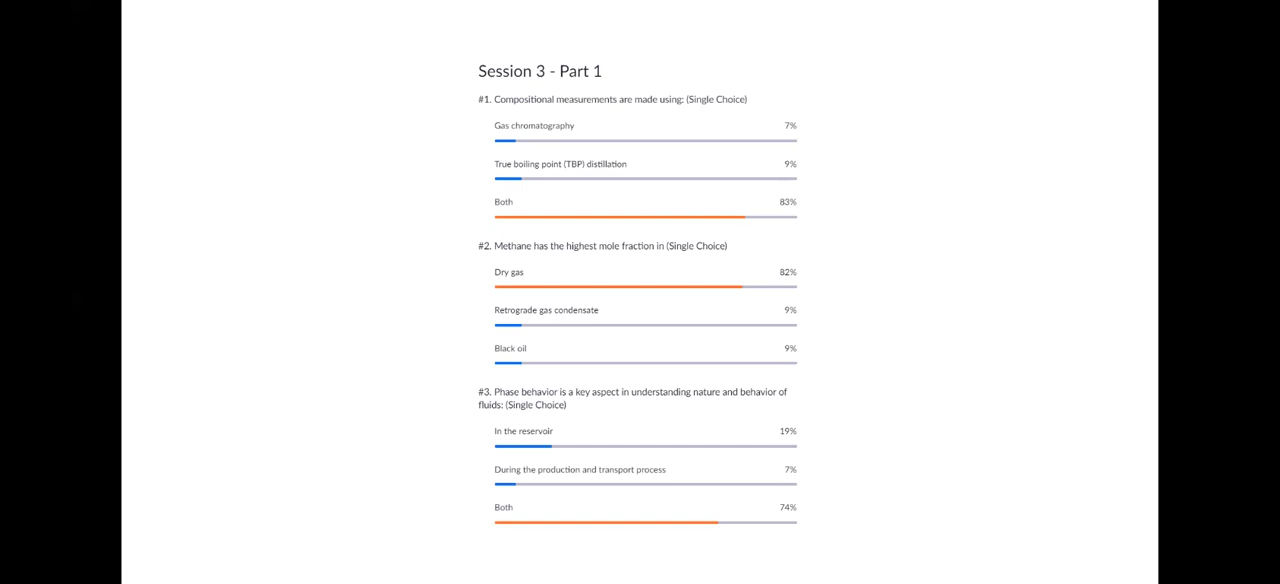 Session 3 - Part 1
#1. Compositional measurements are made using: (Single Choice)
Gas chromatography 7%
True boiling point (TBP) distillation 9%
Both 83%
#2. Methane has the highest mole fraction in (Single Choice)
Dry gas 82%
Retrograde gas condensate 9%
Black oil 9%
#3. Phase behavior is a key aspect in understanding nature and behavior of
fluids: (Single Choice)
In the reservoir 19%
During the production and transport process 7%
Both 74%